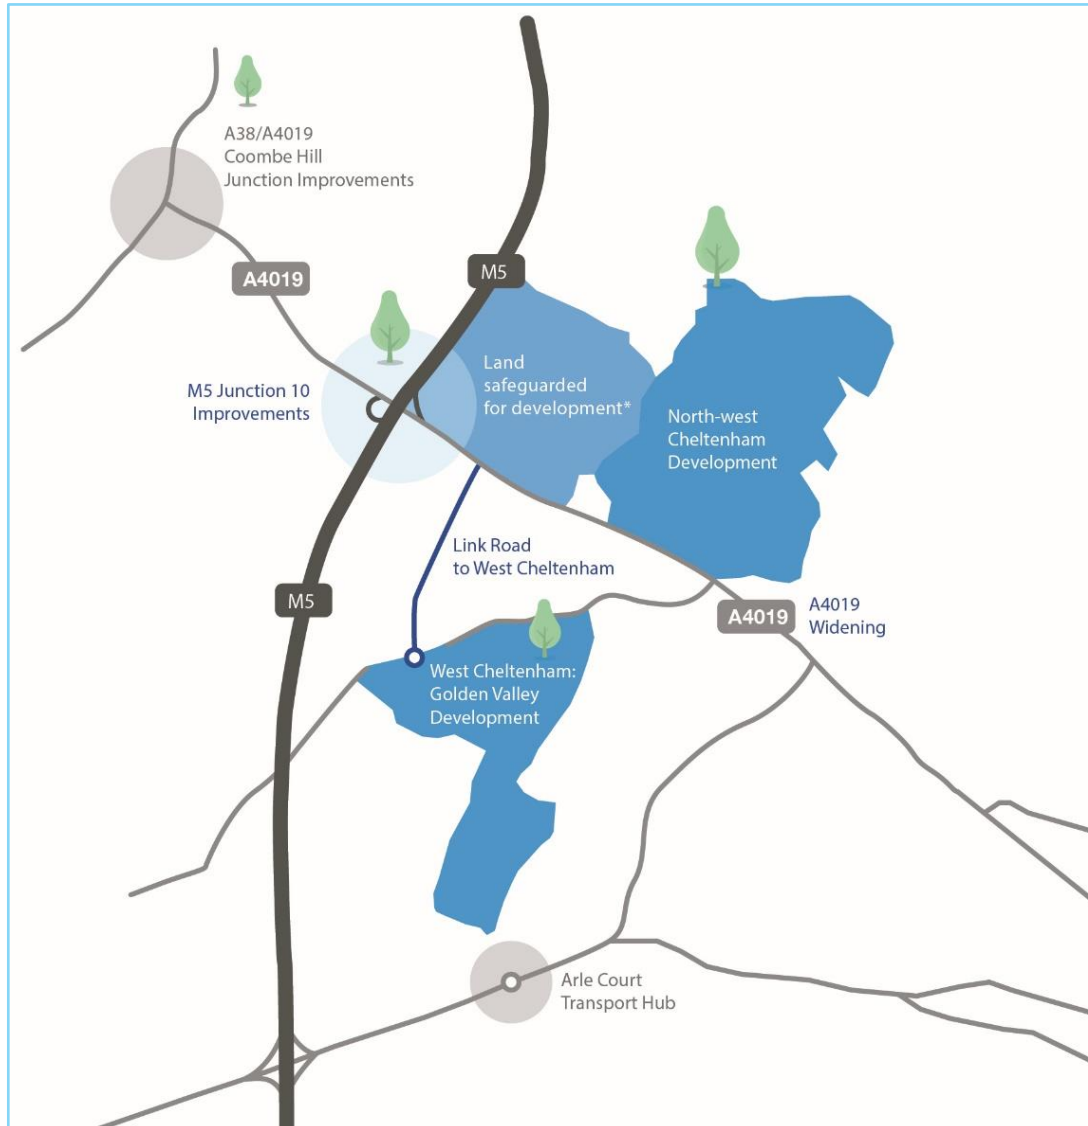 A38/A4019
Coombe Hill
Junction Improvements
A4019
M5
M5 Junction 10
Improvements
Land
safeguarded
for development*
North-west
Cheltenham
Development
Link Road
to West Cheltenham
M5
A4019
A4019
Widening
West Cheltenham:
Golden Valley
Development
Arle Court
Transport Hub